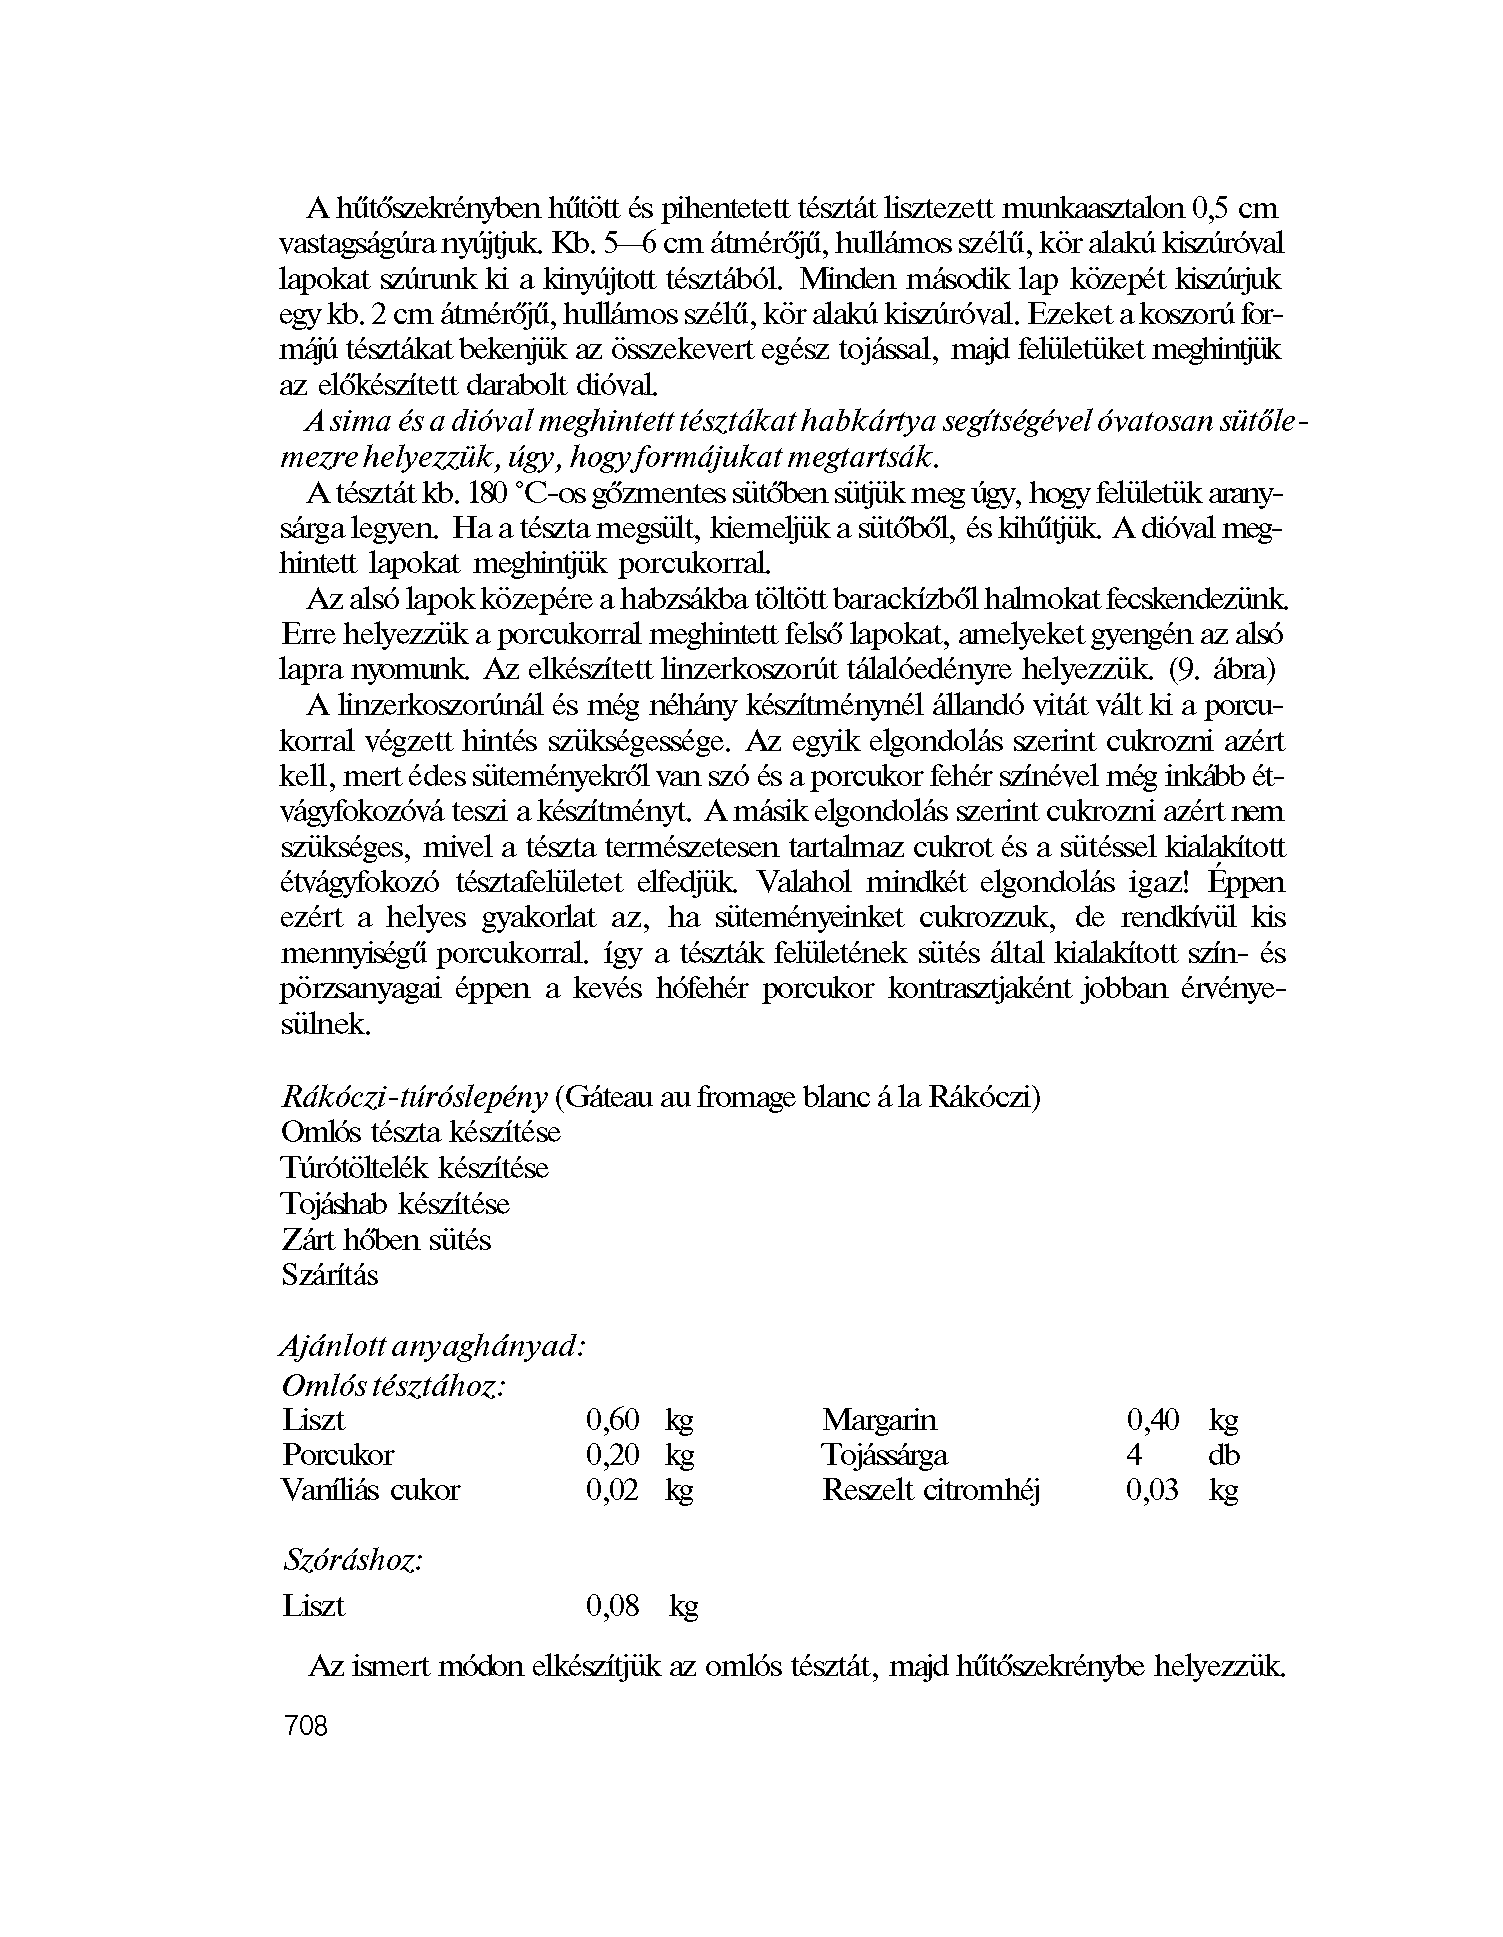 A hűtőszekrényben hűtött és pihentetett tésztát lisztezett munkaasztalon 0,5 cm
vastagságúra nyújtjuk. Kb. 5—6 cm átmérőjű, hullámos szélű, kör alakú kiszúróval
lapokat szúrunk ki a kinyújtott tésztából. Minden második lap közepét kiszúrjuk
egy kb. 2 cm átmérőjű, hullámos szélű, kör alakú kiszúróval. Ezeket a koszorú for-
májú tésztákat bekenjük az összekevert egész tojással, majd felületüket meghintjük
az előkészített darabolt dióval.
A sima és a dióval meghintett tésztákat habkártya segítségével óvatosan sütőle-
mezre helyezzük, úgy, hogy formájukat megtartsák.
A tésztát kb. 180 °C-os gőzmentes sütőben sütjük meg úgy, hogy felületük arany-
sárga legyen. Ha a tészta megsült, kiemeljük a sütőből, és kihűtjük. A dióval meg-
hintett lapokat meghintjük porcukorral.
Az alsó lapok közepére a habzsákba töltött barackízből halmokat fecskendezünk.
Erre helyezzük a porcukorral meghintett felső lapokat, amelyeket gyengén az alsó
lapra nyomunk. Az elkészített linzerkoszorút tálalóedényre helyezzük. (9. ábra)
A linzerkoszorúnál és még néhány készítménynél állandó vitát vált ki a porcu-
korral végzett hintés szükségessége. Az egyik elgondolás szerint cukrozni azért
kell, mert édes süteményekről van szó és a porcukor fehér színével még inkább ét-
vágyfokozóvá teszi a készítményt. A másik elgondolás szerint cukrozni azért nem
szükséges, mivel a tészta természetesen tartalmaz cukrot és a sütéssel kialakított
étvágyfokozó tésztafelületet elfedjük. Valahol mindkét elgondolás igaz! Éppen
ezért a helyes gyakorlat az, ha süteményeinket cukrozzuk, de rendkívül kis
mennyiségű porcukorral. így a tészták felületének sütés által kialakított szín- és
pörzsanyagai éppen a kevés hófehér porcukor kontrasztjaként jobban érvénye-
sülnek.
Rákóczi-túróslepény (Gáteau au fromage blanc á la Rákóczi)
Omlós tészta készítése
Túrótöltelék készítése
Tojáshab készítése
Zárt hőben sütés
Szárítás
Ajánlott anyaghányad:
Omlós tésztához:
Liszt 0,60 kg Margarin 0,40 kg
Porcukor 0,20 kg Tojássárga 4 db
Vaníliás cukor 0,02 kg Reszelt citromhéj 0,03 kg
Szóráshoz:
Liszt 0,08 kg
Az ismert módon elkészítjük az omlós tésztát, majd hűtőszekrénybe helyezzük.
708